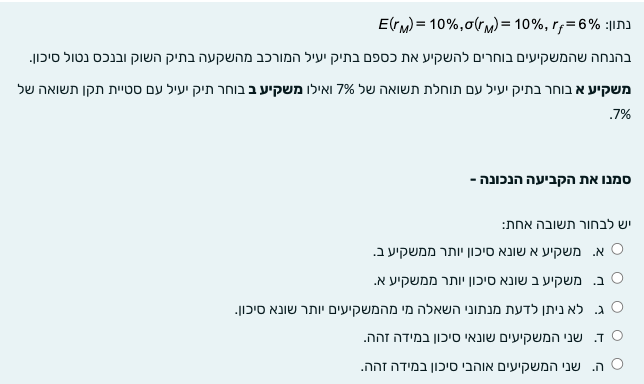 נתון: E(rM) = 10%,σ(rM) = 10%, rf = 6%
בהנחה שהמשקיעים בוחרים להשקיע את כספם בתיק יעיל המורכב מהשקעה בתיק השוק ובנכס נטול סיכון.
משקיע א בוחר בתיק יעיל עם תוחלת תשואה של 7% ואילו משקיע ב בוחר תיק יעיל עם סטיית תקן תשואה של
7%.
סמנו את הקביעה הנכונה -
יש לבחור תשובה אחת:
א. משקיע א שונא סיכון יותר ממשקיע ב.
ב. משקיע ב שונא סיכון יותר ממשקיע א.
ג. לא ניתן לדעת מנתוני השאלה מי מהמשקיעים יותר שונא סיכון.
ד. שני המשקיעים שונאי סיכון במידה זהה.
ה. שני המשקיעים אוהבי סיכון במידה זהה.